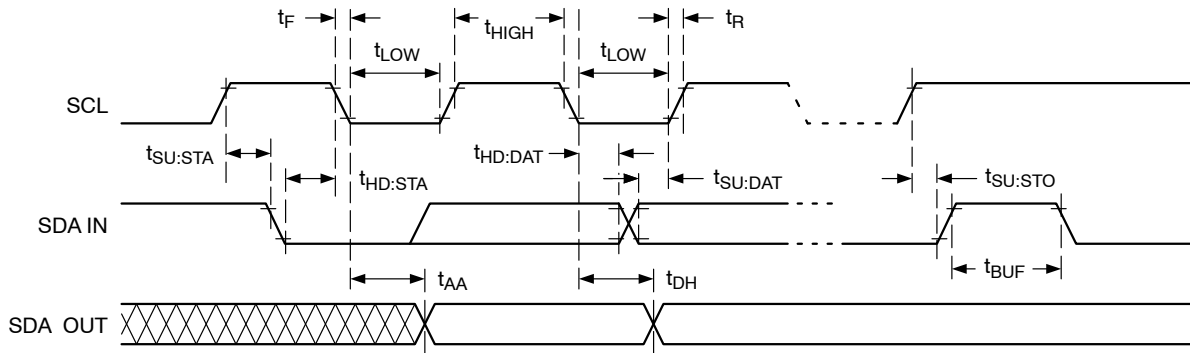 tF
tHIGH
tR
tLOW
tLOW
SCL
tSU:STA
tHD:STA
tHD:DAT
tSU:DAT
tSU:STO
SDA IN
tBUF
tAA
tDH
SDA OUT